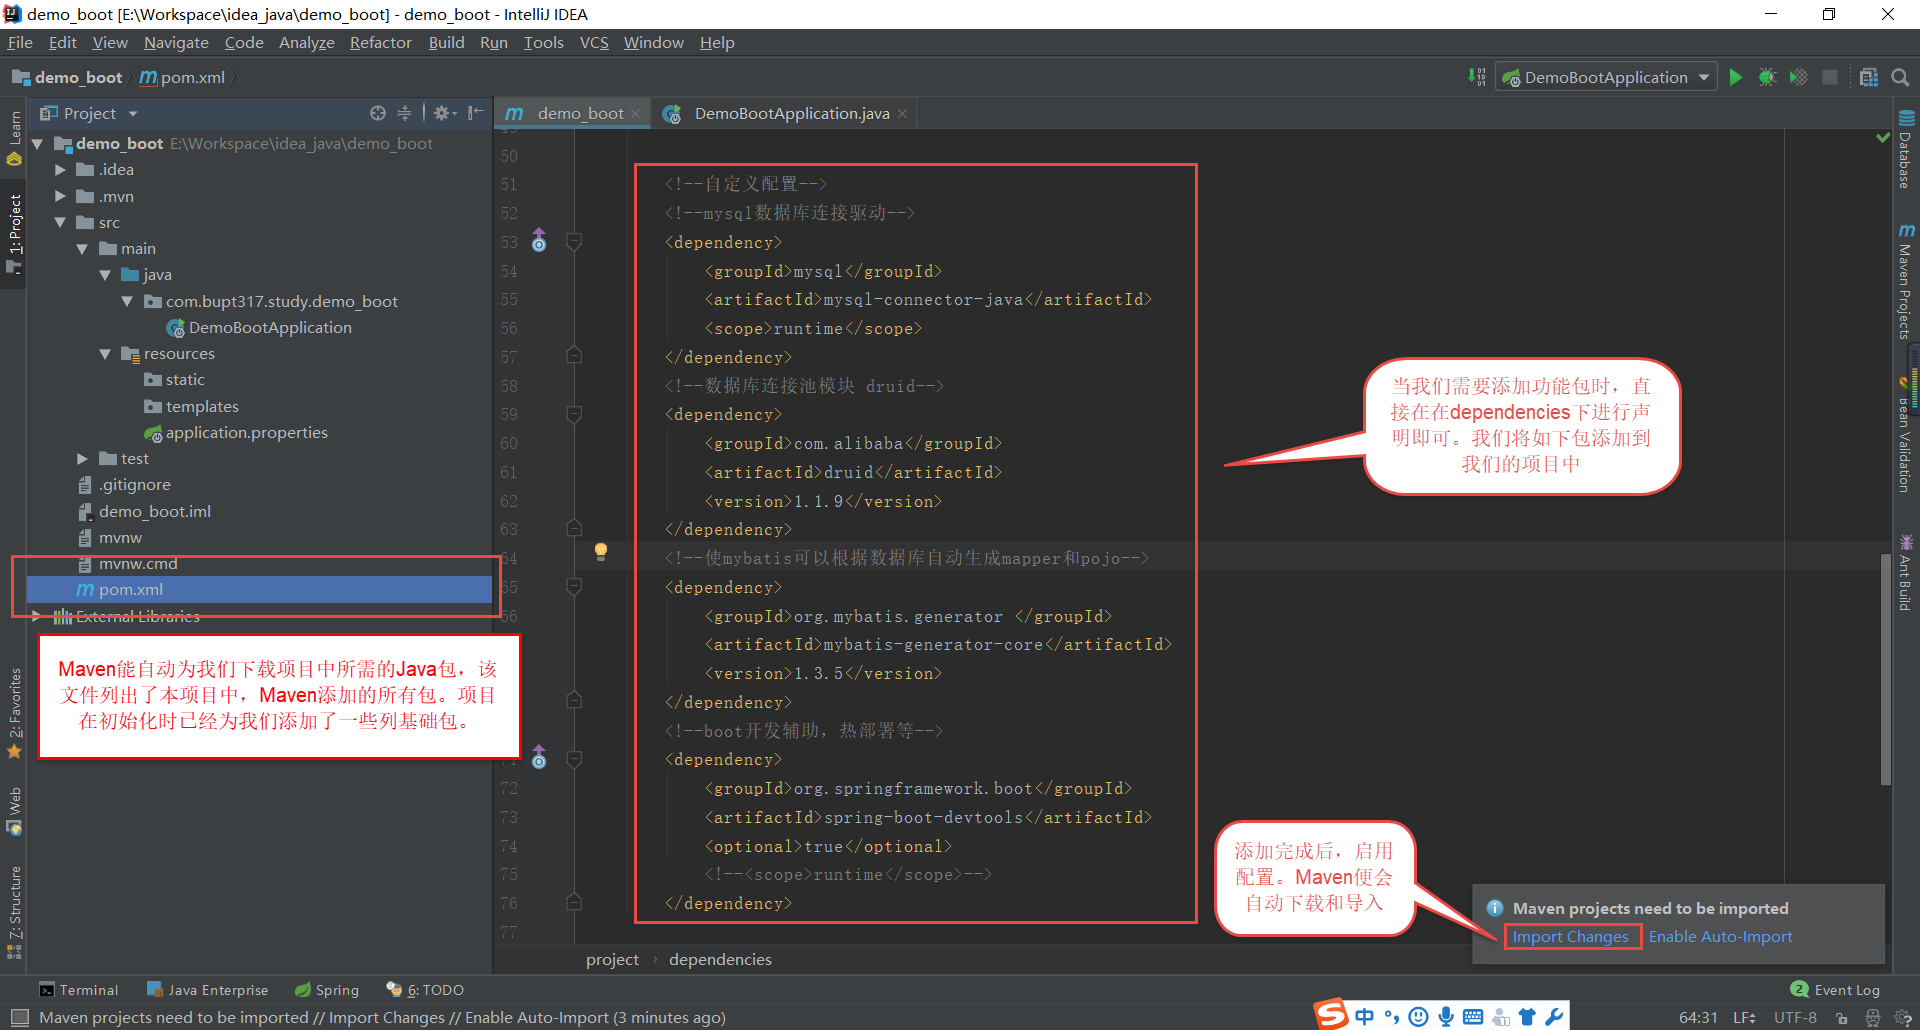 demo_boot [E:\Workspace\idea_java\demo_boot] - demo_boot - IntelliJ IDEA
File Edit View Navigate Code Analyze Refactor Build Run Tools VCS Window Help
demo_boot pom.xml
DemoBootApplication
Project
demo_boot
DemoBootApplication.java
Learn
1: Project
2: Favorites
Web
7: Structure
demo_boot E:\Workspace\idea_java\demo_boot
.idea
.mvn
src
main
java
com.bupt317.study.demo_boot
DemoBootApplication
resources
static
templates
application.properties
test
.gitignore
demo_boot.iml
mvnw
mvnw.cmd
pom.xml
External Libraries
Maven能自动为我们下载项目中所需的Java包，该
文件列出了本项目中，Maven添加的所有包。项目
在初始化时已经为我们添加了一些列基础包。
50
51 <!--自定义配置-->
52 <!--mysql数据库连接驱动-->
53 <dependency>
54 <groupId>mysql</groupId>
55 <artifactId>mysql-connector-java</artifactId>
56 <scope>runtime</scope>
57 </dependency>
58 <!--数据库连接池模块 druid-->
59 <dependency>
60 <groupId>com.alibaba</groupId>
61 <artifactId>druid</artifactId>
62 <version>1.1.9</version>
63 </dependency>
64 <!--使mybatis可以根据数据库自动生成mapper和pojo-->
65 <dependency>
66 <groupId>org.mybatis.generator </groupId>
<artifactId>mybatis-generator-core</artifactId>
<version>1.3.5</version>
</dependency>
<!--boot开发辅助，热部署等-->
<dependency>
72 <groupId>org.springframework.boot</groupId>
73 <artifactId>spring-boot-devtools</artifactId>
74 <optional>true</optional>
75 <!--<scope>runtime</scope>-->
76 </dependency>
77
当我们需要添加功能包时，直
接在在dependencies下进行声
明即可。我们将如下包添加到
我们的项目中
添加完成后，启用
配置。Maven便会
自动下载和导入
Maven projects need to be imported
Import Changes Enable Auto-Import
Database
Maven Projects
Bean Validation
Ant Build
project › dependencies
Terminal Java Enterprise Spring 6: TODO
2 Event Log
Maven projects need to be imported // Import Changes // Enable Auto-Import (3 minutes ago)
S 中
64:31 LF UTF-8